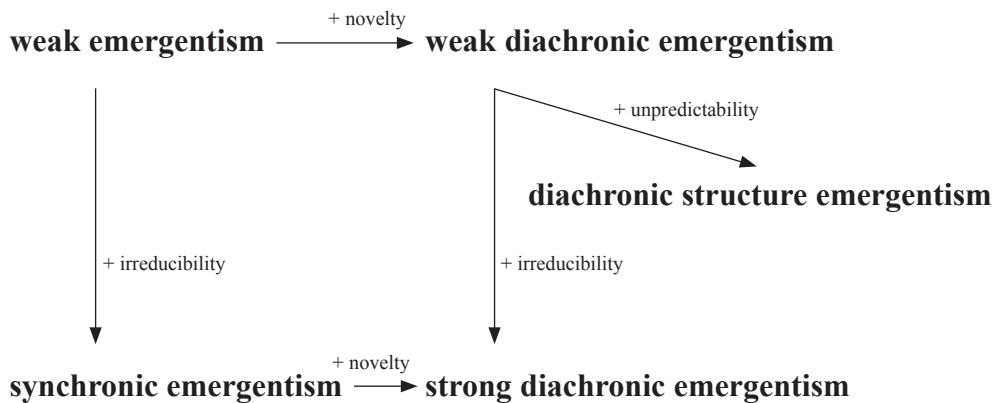 + novelty
weak emergentism
weak diachronic emergentism
+ unpredictability
diachronic structure emergentism
+ irreducibility
+ irreducibility
+ novelty
synchronic emergentism
strong diachronic emergentism